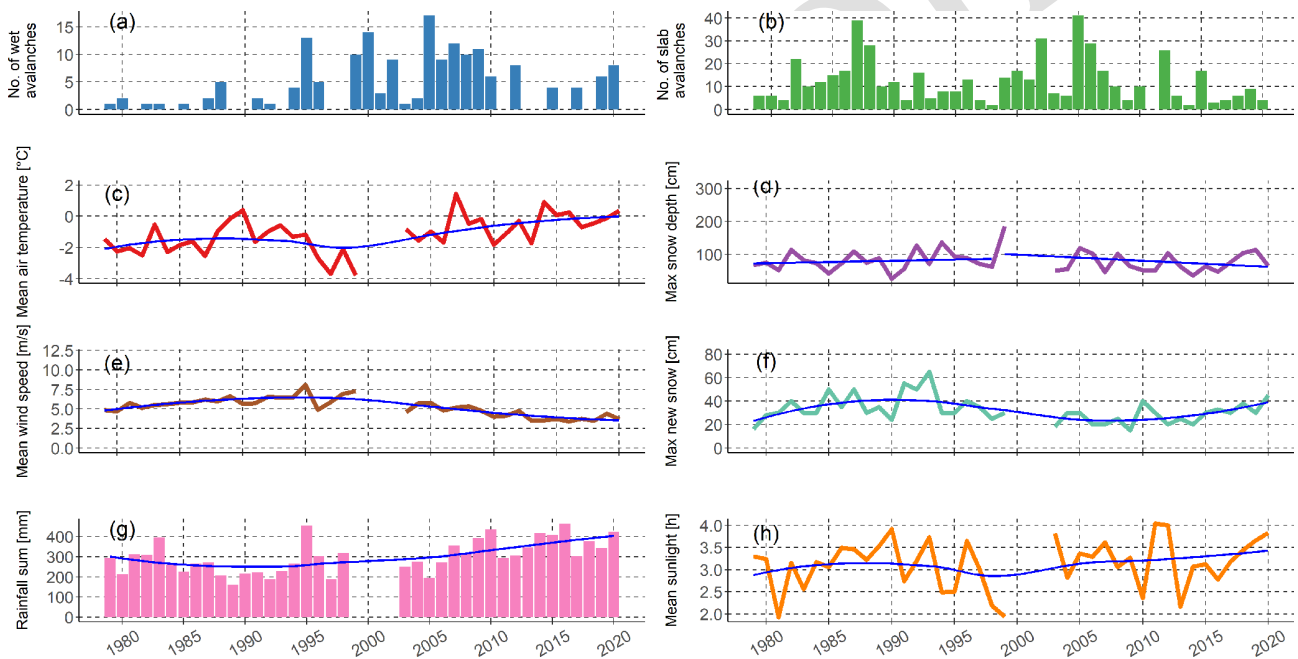 (a)
No. of wet
avalanches
15
10
5
0
(b)
No. of slab
avalanches
40
30
20
10
0
(c)
Mean air temperature [°C]
2
0
-2
-4
(d)
Max snow depth [cm]
300
200
100
(e)
Mean wind speed [m/s]
12.5
10.0
7.5
5.0
2.5
0.0
(f)
Max new snow [cm]
80
60
40
20
0
(g)
Rainfall sum [mm]
400
300
200
100
0
1980 1985 1990 1995 2000 2005 2010 2015 2020
(h)
Mean sunlight [h]
4.0
3.5
3.0
2.5
2.0
1980 1985 1990 1995 2000 2005 2010 2015 2020